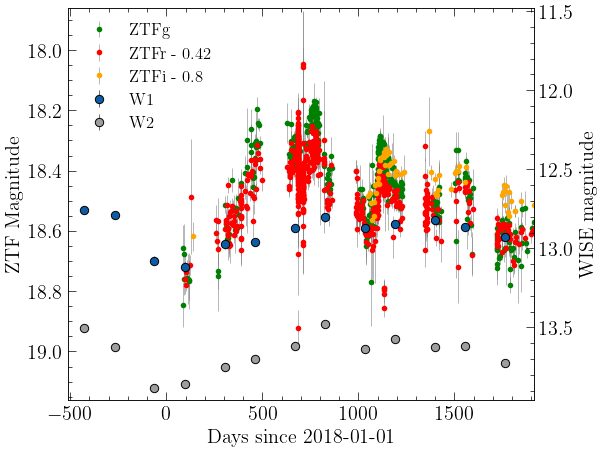 ZTFg
ZTFr - 0.42
ZTFi - 0.8
W1
W2
ZTF Magnitude
18.0
18.2
18.4
18.6
18.8
19.0
11.5
12.0
12.5
13.0
13.5
WISE magnitude
−500 0 500 1000 1500
Days since 2018-01-01